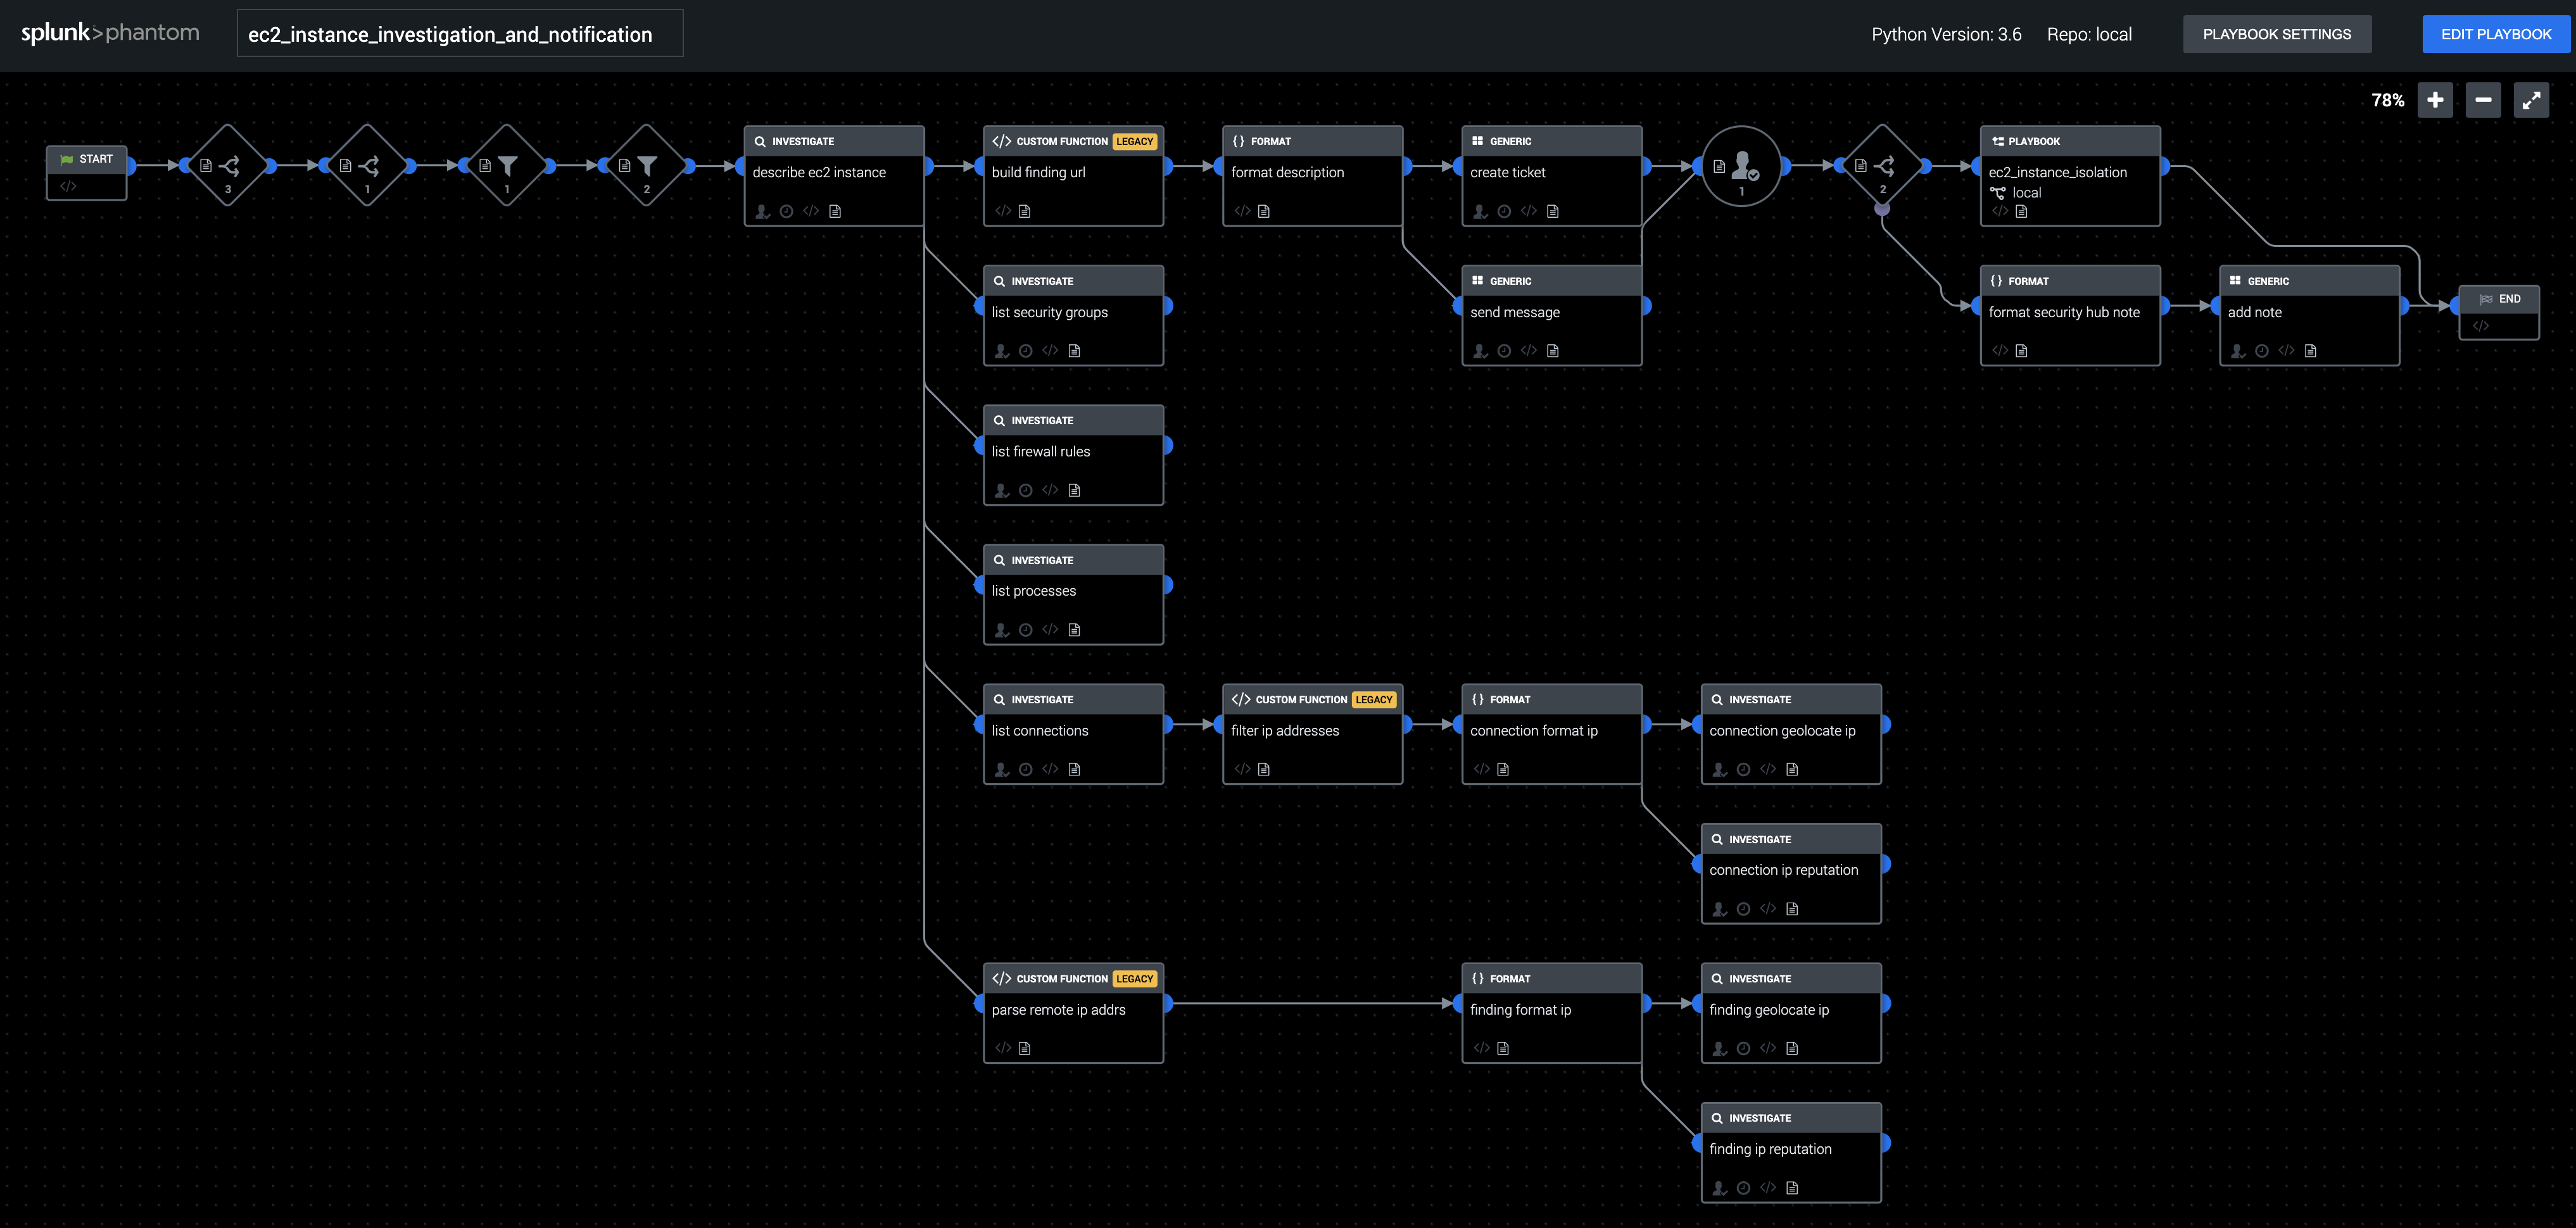 splunk>phantom
ec2_instance_investigation_and_notification
Python Version: 3.6
Repo: local
PLAYBOOK SETTINGS
EDIT PLAYBOOK
78%
START
3
1
1
2
INVESTIGATE
describe ec2 instance
CUSTOM FUNCTION LEGACY
build finding url
FORMAT
format description
GENERIC
create ticket
1
2
PLAYBOOK
ec2_instance_isolation
local
INVESTIGATE
list security groups
GENERIC
send message
FORMAT
format security hub note
GENERIC
add note
END
INVESTIGATE
list firewall rules
INVESTIGATE
list processes
INVESTIGATE
list connections
CUSTOM FUNCTION LEGACY
filter ip addresses
FORMAT
connection format ip
INVESTIGATE
connection geolocate ip
INVESTIGATE
connection ip reputation
CUSTOM FUNCTION LEGACY
parse remote ip addrs
FORMAT
finding format ip
INVESTIGATE
finding geolocate ip
INVESTIGATE
finding ip reputation